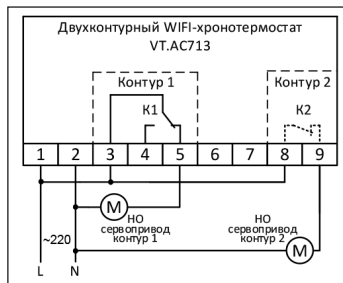 Двухконтурный WIFI-хронотермостат
VT.AC713
Контур 1
Контур 2
К1
К2
1 2 3 4 5 6 7 8 9
М
НО
сервопривод
контур 1
НО
сервопривод
контур 2
М
~220
L N